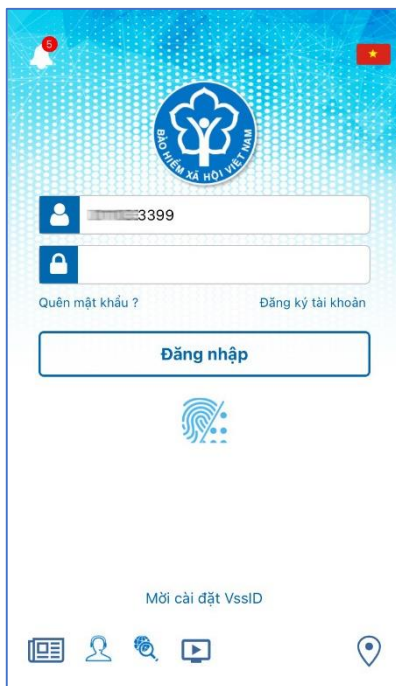 5
BẢO HIỂM XÃ HỘI VIỆT NAM
3399
Quên mật khẩu ?
Đăng ký tài khoản
Đăng nhập
Mời cài đặt VssID